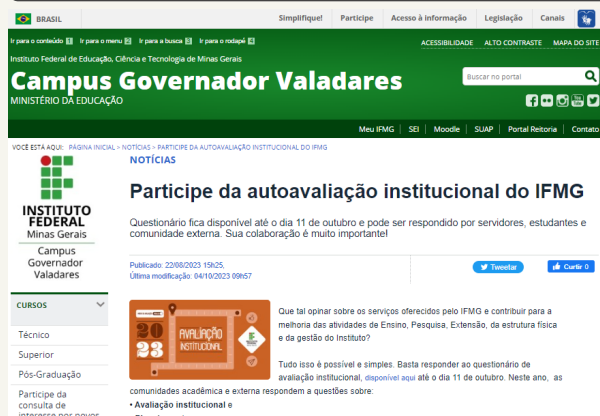 BRASIL Simplifique! Participe Acesso à informação Legislação Canais
Ir para o conteúdo 1 Ir para o menu 2 Ir para a busca 3 Ir para o rodapé 4 ACESSIBILIDADE ALTO CONTRASTE MAPA DO SITE
Instituto Federal de Educação, Ciência e Tecnologia de Minas Gerais
Campus Governador Valadares
Buscar no portal
MINISTÉRIO DA EDUCAÇÃO
Meu IFMG SEI Moodle SUAP Portal Reitoria Contato
VOCÊ ESTÁ AQUI: PÁGINA INICIAL > NOTÍCIAS > PARTICIPE DA AUTOAVALIAÇÃO INSTITUCIONAL DO IFMG
INSTITUTO
FEDERAL
Minas Gerais
Campus
Governador
Valadares
CURSOS
Técnico
Superior
Pós-Graduação
Participe da
consulta de
interesse por novos
NOTÍCIAS
Participe da autoavaliação institucional do IFMG
Questionário fica disponível até o dia 11 de outubro e pode ser respondido por servidores, estudantes e
comunidade externa. Sua colaboração é muito importante!
Publicado: 22/08/2023 15h25,
Última modificação: 04/10/2023 09h57
Tweetar
Curtir 0
2023
AVALIAÇÃO
INSTITUCIONAL
Que tal opinar sobre os serviços oferecidos pelo IFMG e contribuir para a
melhoria das atividades de Ensino, Pesquisa, Extensão, da estrutura física
e da gestão do Instituto?
Tudo isso é possível e simples. Basta responder ao questionário de
avaliação institucional, disponível aqui até o dia 11 de outubro. Neste ano, as
comunidades acadêmica e externa respondem a questões sobre:
• Avaliação institucional e